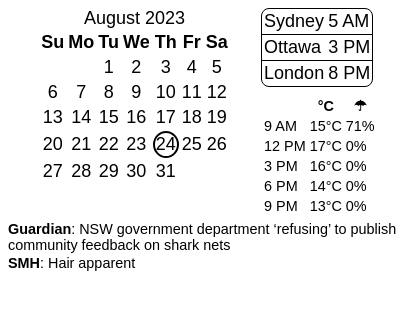 August 2023
Su Mo Tu We Th Fr Sa
1 2 3 4 5
6 7 8 9 10 11 12
13 14 15 16 17 18 19
20 21 22 23 24 25 26
27 28 29 30 31
Sydney 5 AM
Ottawa 3 PM
London 8 PM
°C ☂
9 AM 15°C 71%
12 PM 17°C 0%
3 PM 16°C 0%
6 PM 14°C 0%
9 PM 13°C 0%
Guardian: NSW government department ‘refusing’ to publish
community feedback on shark nets
SMH: Hair apparent